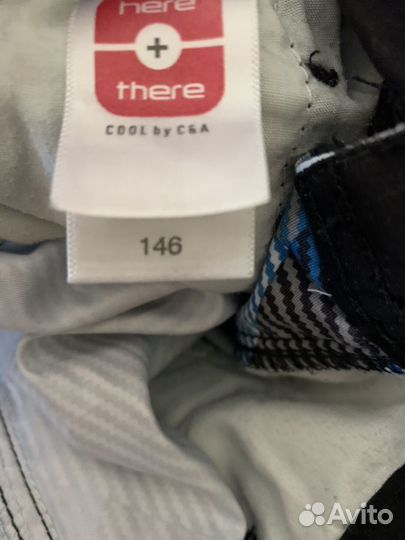 here
+
there
COOL by C&A
146
Avito